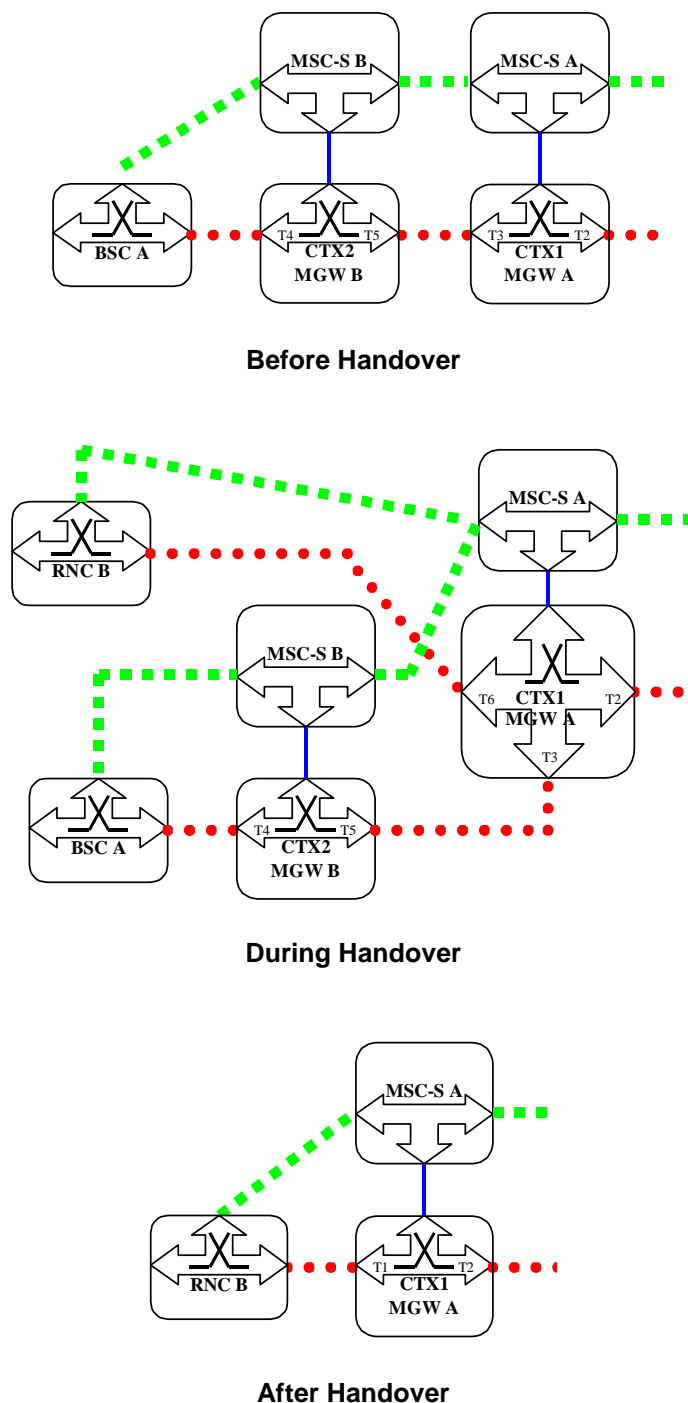 MSC-S B
MSC-S A
BSC A
T4
T5
CTX2
MGW B
T3
T2
CTX1
MGW A
Before Handover
MSC-S A
RNC B
MSC-S B
T6
T2
CTX1
MGW A
T3
BSC A
T4
T5
CTX2
MGW B
During Handover
MSC-S A
RNC B
T1
T2
CTX1
MGW A
After Handover